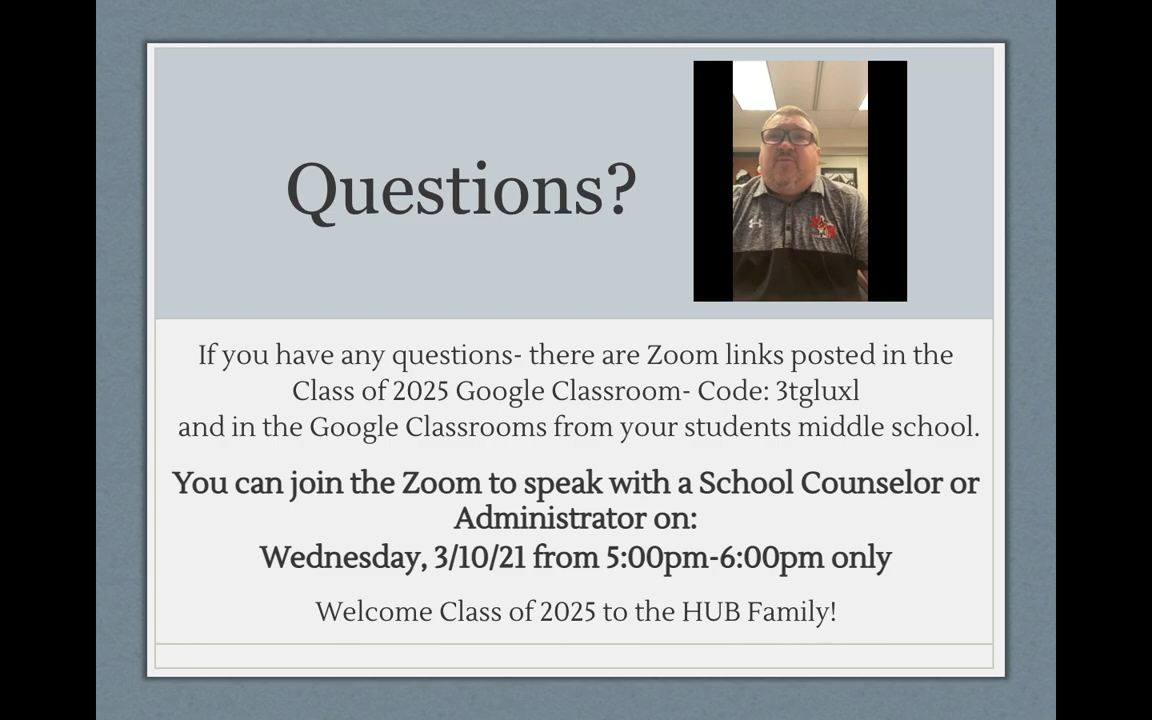 Questions?
If you have any questions- there are Zoom links posted in the
Class of 2025 Google Classroom- Code: 3tgluxl
and in the Google Classrooms from your students middle school.
You can join the Zoom to speak with a School Counselor or
Administrator on:
Wednesday, 3/10/21 from 5:00pm-6:00pm only
Welcome Class of 2025 to the HUB Family!